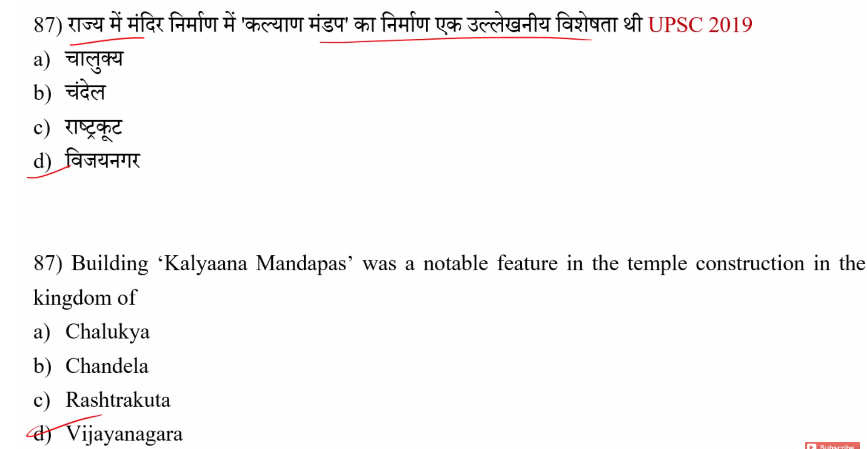 87) राज्य में मंदिर निर्माण में 'कल्याण मंडप' का निर्माण एक उल्लेखनीय विशेषता थी UPSC 2019
a) चालुक्य
b) चंदेल
c) राष्ट्रकूट
d) विजयनगर
87) Building ‘Kalyaana Mandapas’ was a notable feature in the temple construction in the
kingdom of
a) Chalukya
b) Chandela
c) Rashtrakuta
d) Vijayanagara
Subscribe